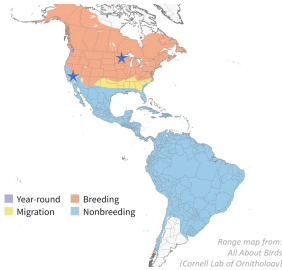 Year-round
Breeding
Migration
Nonbreeding
Range map from:
All About Birds
(Cornell Lab of Ornithology)